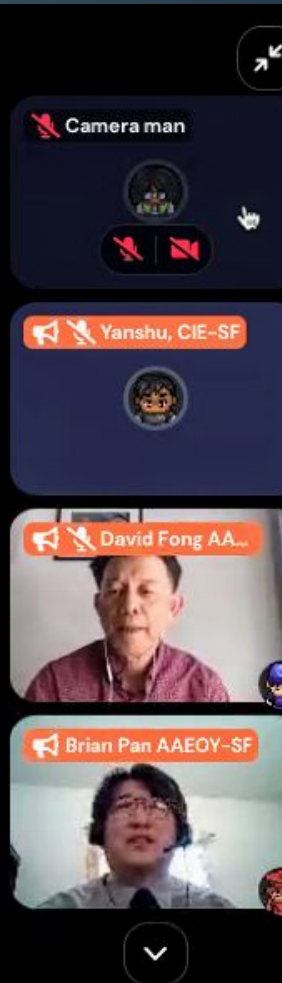 Camera man
Yanshu, CIE-SF
David Fong AA...
Brian Pan AAEOY-SF